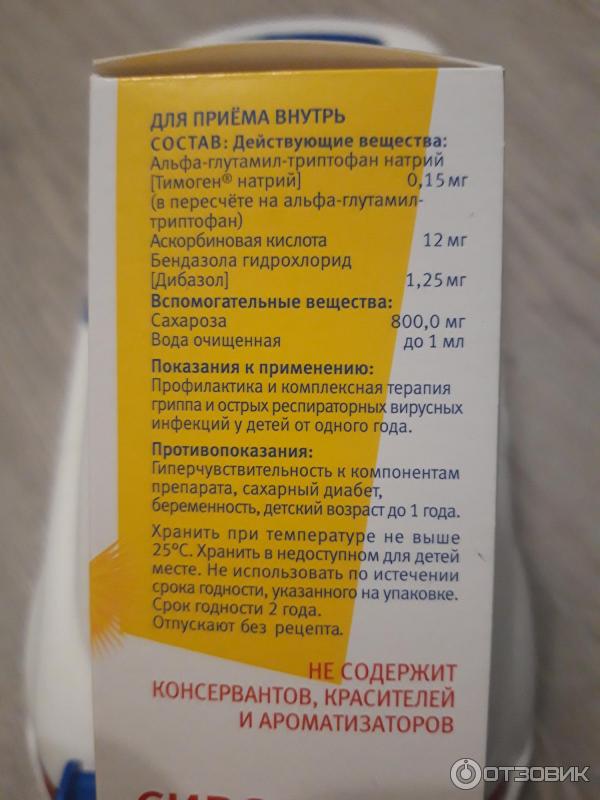 ДЛЯ ПРИЁМА ВНУТРЬ
СОСТАВ: Действующие вещества:
Альфа-глутамил-триптофан натрий
[Тимоген® натрий] 0,15 мг
(в пересчёте на альфа-глутамил-
триптофан)
Аскорбиновая кислота 12 мг
Бендазола гидрохлорид
[Дибазол] 1,25 мг
Вспомогательные вещества:
Сахароза 800,0 мг
Вода очищенная до 1 мл
Показания к применению:
Профилактика и комплексная терапия
гриппа и острых респираторных вирусных
инфекций у детей от одного года.
Противопоказания:
Гиперчувствительность к компонентам
препарата, сахарный диабет,
беременность, детский возраст до 1 года.
Хранить при температуре не выше
25°С. Хранить в недоступном для детей
месте. Не использовать по истечении
срока годности, указанного на упаковке.
Срок годности 2 года.
Отпускают без рецепта.
НЕ СОДЕРЖИТ
КОНСЕРВАНТОВ, КРАСИТЕЛЕЙ
И АРОМАТИЗАТОРОВ
ОТЗОВИК